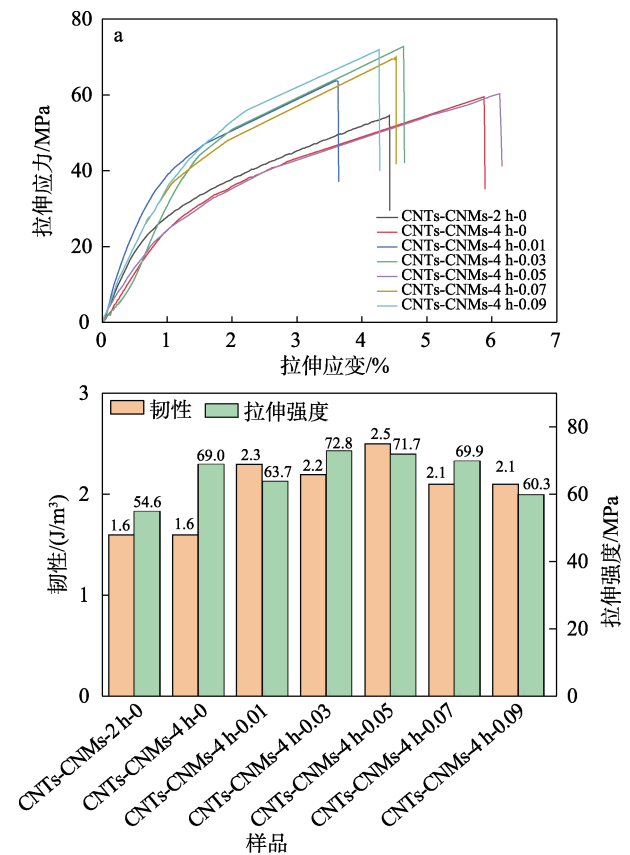 a
80
60
40
20
0
拉伸应力/MPa
CNTs-CNMs-2 h-0
CNTs-CNMs-4 h-0
CNTs-CNMs-4 h-0.01
CNTs-CNMs-4 h-0.03
CNTs-CNMs-4 h-0.05
CNTs-CNMs-4 h-0.07
CNTs-CNMs-4 h-0.09
0 1 2 3 4 5 6 7
拉伸应变/%
韧性 拉伸强度
3
2
1
0
韧性/(J/m³)
80
60
40
20
0
拉伸强度/MPa
1.6 54.6 1.6 69.0 2.3 63.7 2.2 72.8 2.5 71.7 2.1 69.9 2.1 60.3
CNTs-CNMs-2 h-0
CNTs-CNMs-4 h-0
CNTs-CNMs-4 h-0.01
CNTs-CNMs-4 h-0.03
CNTs-CNMs-4 h-0.05
CNTs-CNMs-4 h-0.07
CNTs-CNMs-4 h-0.09
样品